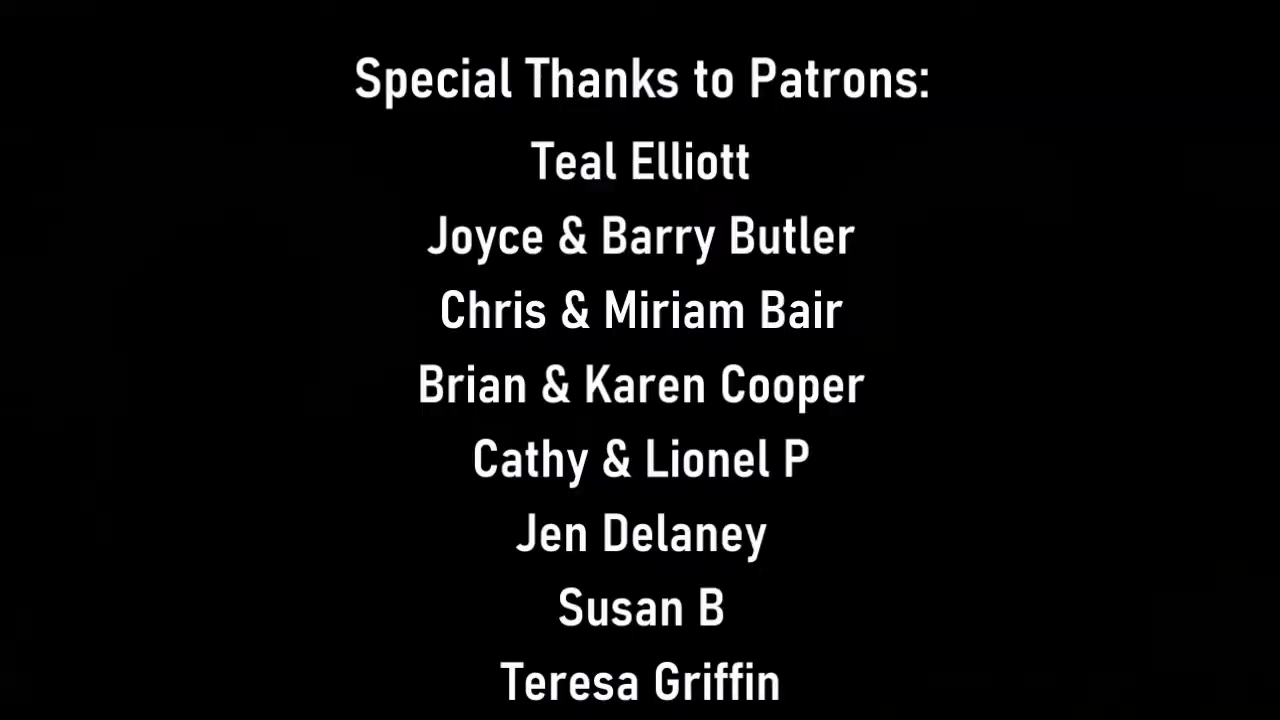 Special Thanks to Patrons:
Teal Elliott
Joyce & Barry Butler
Chris & Miriam Bair
Brian & Karen Cooper
Cathy & Lionel P
Jen Delaney
Susan B
Teresa Griffin